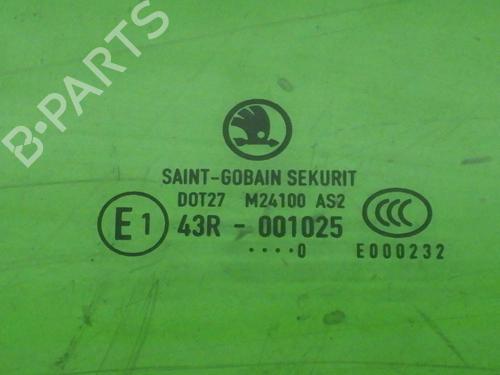 B-PARTS
SAINT-GOBAIN SEKURIT
DOT27 M24100 AS2
E1 43R - 001025
····0 E000232